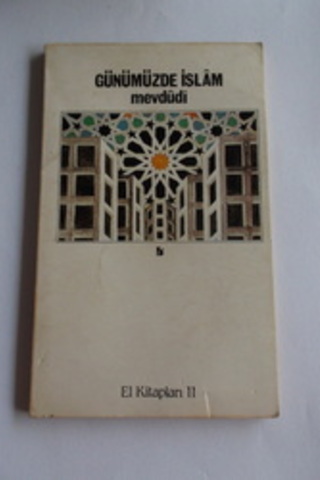 GÜNÜMÜZDE İSLÂM
mevdûdi
El Kitapları 11